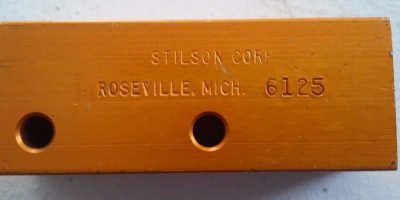 STILSON CORP
ROSEVILLE, MICH. 6125